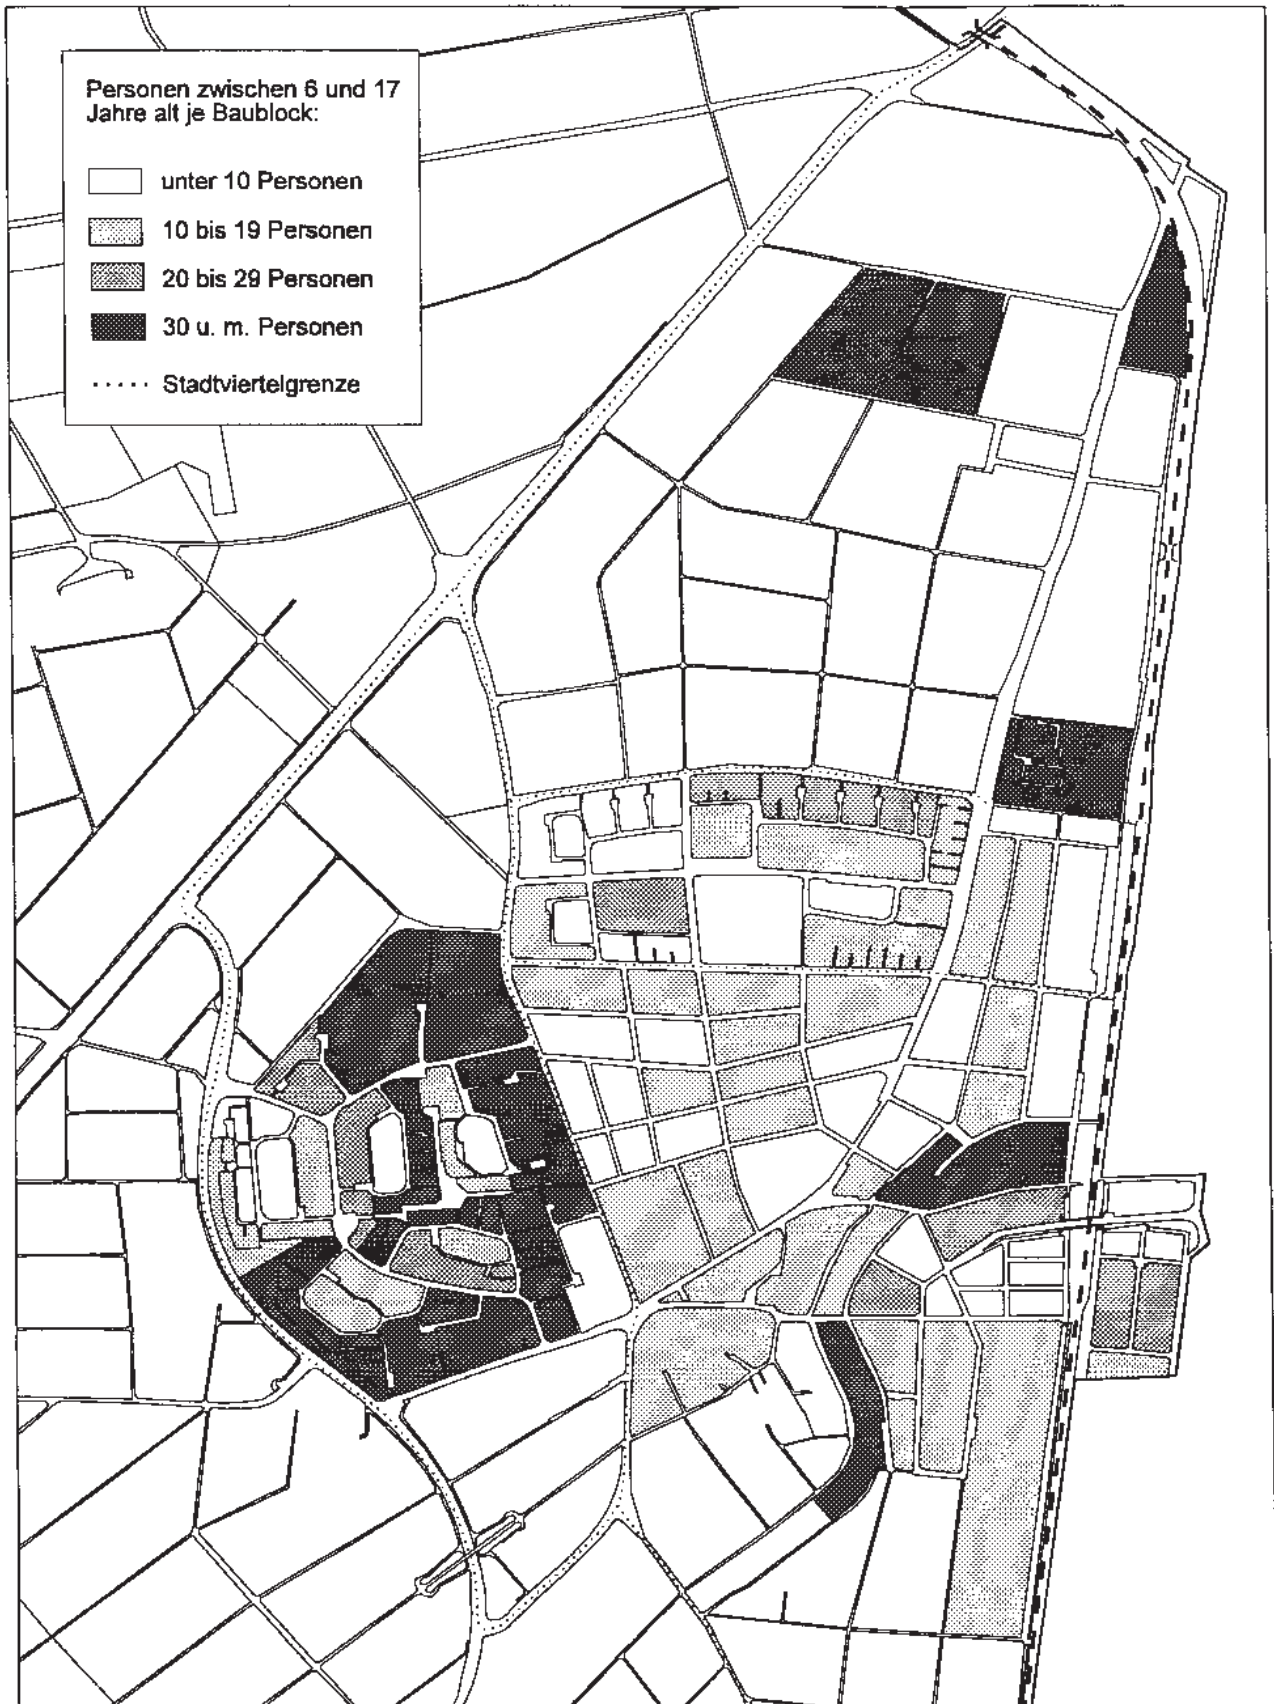 Personen zwischen 6 und 17
Jahre alt je Baublock:
unter 10 Personen
10 bis 19 Personen
20 bis 29 Personen
30 u. m. Personen
Stadtviertelgrenze